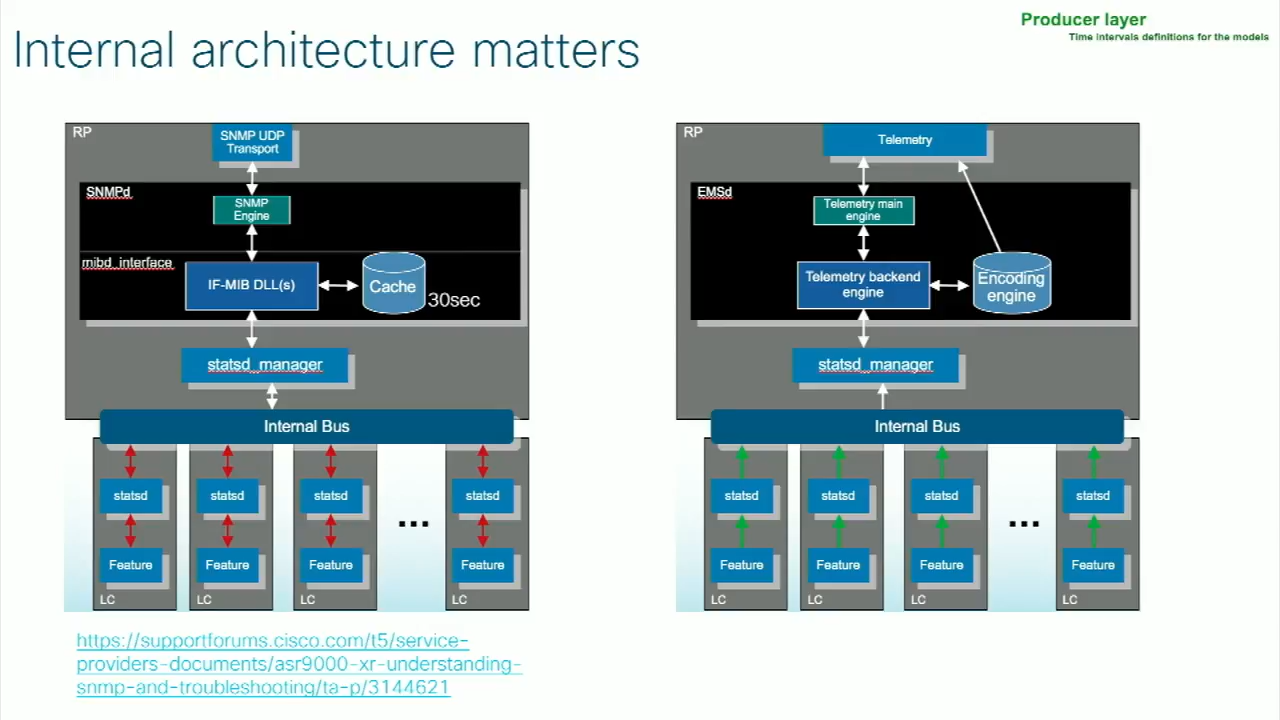 Internal architecture matters
Producer layer
Time intervals definitions for the models
RP
SNMP UDP
Transport
SNMPd
SNMP
Engine
mibd_interface
IF-MIB DLL(s)
Cache
30sec
statsd_manager
Internal Bus
statsd
statsd
statsd
...
statsd
Feature
Feature
Feature
Feature
LC
LC
LC
LC
RP
Telemetry
EMSd
Telemetry main
engine
Telemetry backend
engine
Encoding
engine
statsd_manager
Internal Bus
statsd
statsd
statsd
...
statsd
Feature
Feature
Feature
Feature
LC
LC
LC
LC
https://supportforums.cisco.com/t5/service-
providers-documents/asr9000-xr-understanding-
snmp-and-troubleshooting/ta-p/3144621